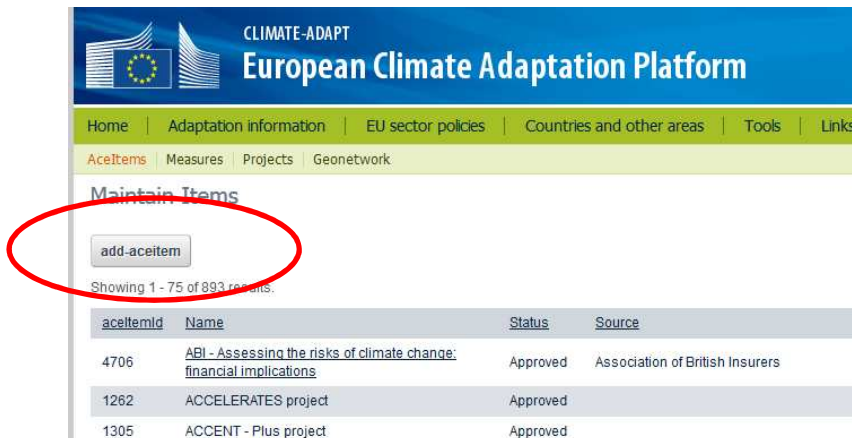 CLIMATE-ADAPT
European Climate Adaptation Platform
Home | Adaptation information | EU sector policies | Countries and other areas | Tools | Links
AceItems | Measures | Projects | Geonetwork
Maintain Items
add-aceitem
Showing 1 - 75 of 893 results.
aceItemId Name Status Source
4706 ABI - Assessing the risks of climate change: financial implications Approved Association of British Insurers
1262 ACCELERATES project Approved
1305 ACCENT - Plus project Approved